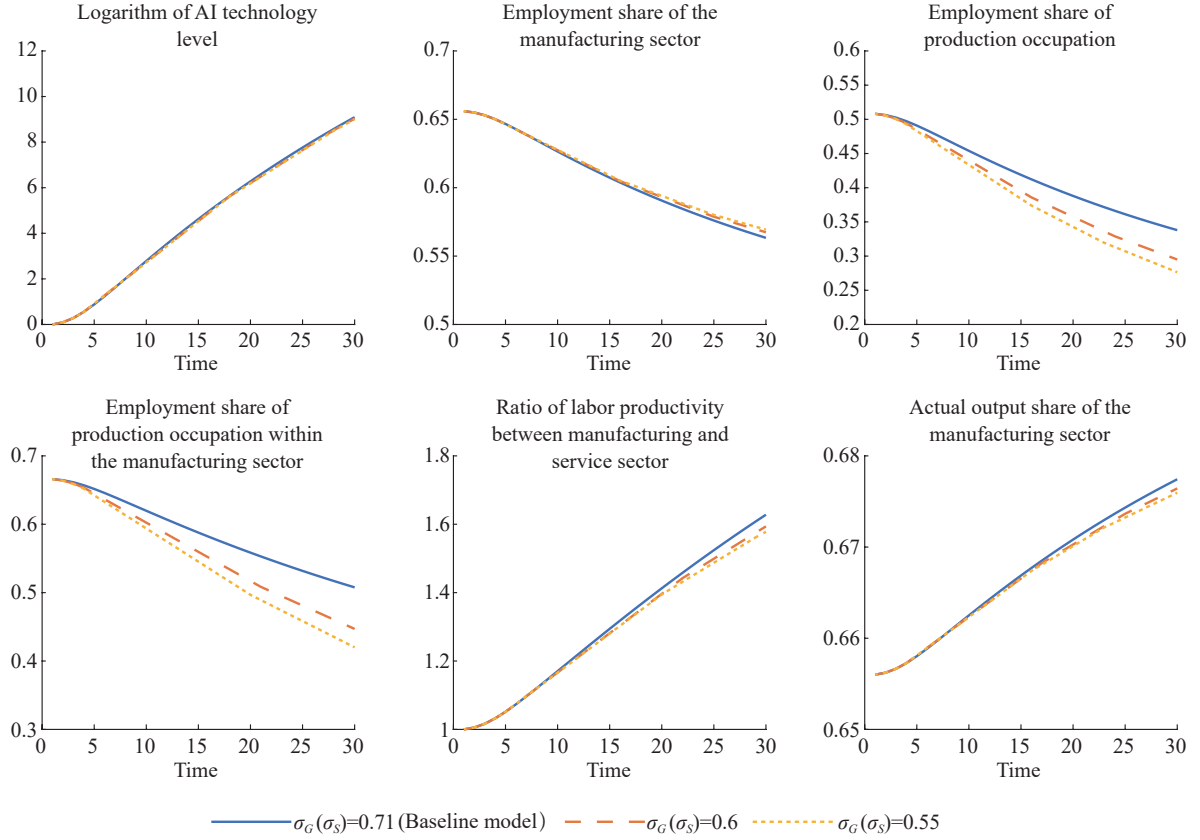 Logarithm of AI technology
level
12
10
8
6
4
2
0
0 5 10 15 20 25 30
Time
Employment share of the
manufacturing sector
0.7
0.65
0.6
0.55
0.5
0 5 10 15 20 25 30
Time
Employment share of
production occupation
0.6
0.55
0.5
0.45
0.4
0.35
0.3
0.25
0.2
0 5 10 15 20 25 30
Time
Employment share of
production occupation within
the manufacturing sector
0.7
0.6
0.5
0.4
0.3
0 5 10 15 20 25 30
Time
Ratio of labor productivity
between manufacturing and
service sector
1.8
1.6
1.4
1.2
1
0 5 10 15 20 25 30
Time
Actual output share of the
manufacturing sector
0.68
0.67
0.66
0.65
0 5 10 15 20 25 30
Time
σG(σS)=0.71(Baseline model) σG(σS)=0.6 σG(σS)=0.55